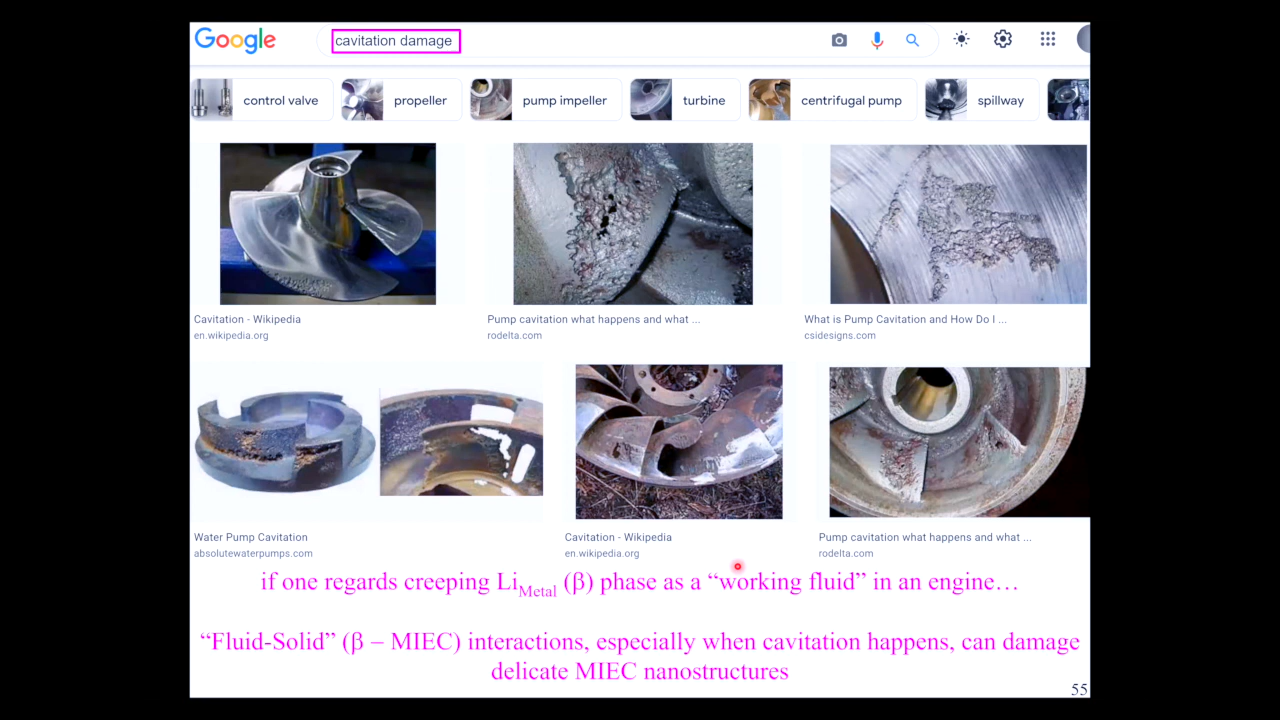 Google
cavitation damage
control valve
propeller
pump impeller
turbine
centrifugal pump
spillway
Cavitation - Wikipedia
en.wikipedia.org
Pump cavitation what happens and what ...
rodelta.com
What is Pump Cavitation and How Do I ...
csidesigns.com
Water Pump Cavitation
absolutewaterpumps.com
Cavitation - Wikipedia
en.wikipedia.org
Pump cavitation what happens and what ...
rodelta.com
if one regards creeping LiMetal (β) phase as a “working fluid” in an engine…
“Fluid-Solid” (β – MIEC) interactions, especially when cavitation happens, can damage
delicate MIEC nanostructures
55